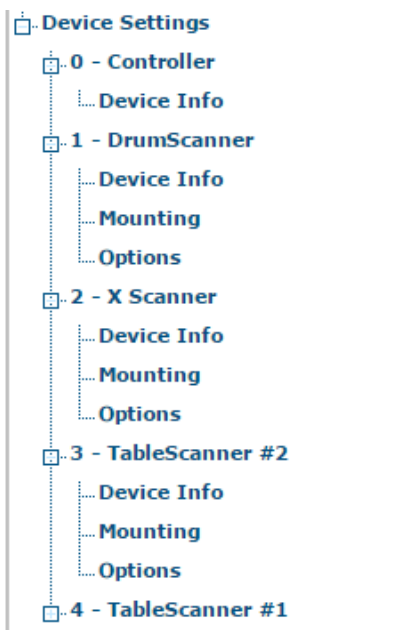 Device Settings
0 - Controller
Device Info
1 - DrumScanner
Device Info
Mounting
Options
2 - X Scanner
Device Info
Mounting
Options
3 - TableScanner #2
Device Info
Mounting
Options
4 - TableScanner #1